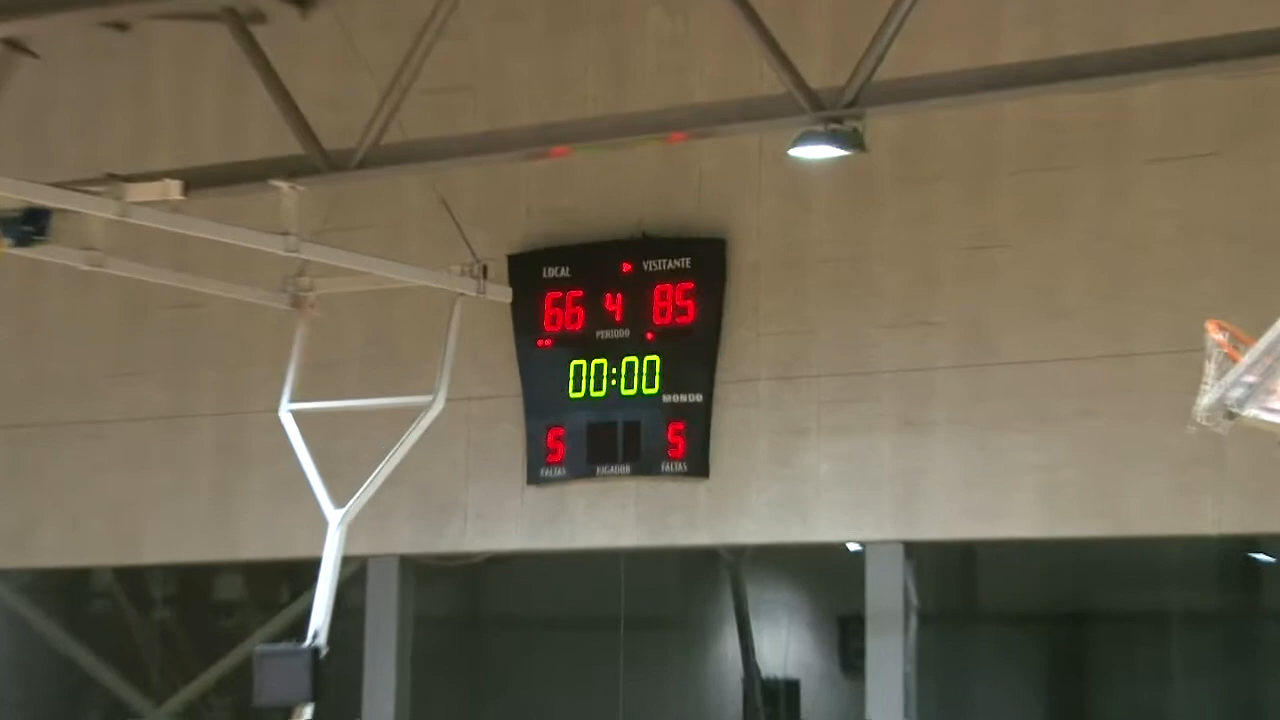 LOCAL VISITANTE
66 4 85
PERIODO
00:00
MONDO
5 5
FALTAS JUGADOR FALTAS